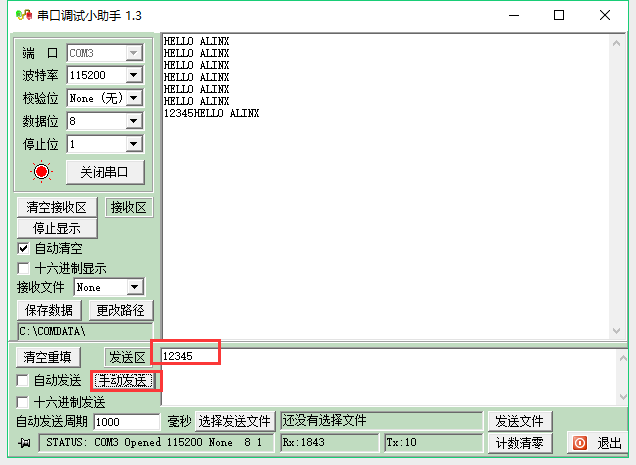 串口调试小助手 1.3
端 口 COM3
波特率 115200
校验位 None (无)
数据位 8
停止位 1
关闭串口
清空接收区 接收区
停止显示
自动清空
十六进制显示
接收文件 None
保存数据 更改路径
C:\COMDATA\
HELLO ALINX
HELLO ALINX
HELLO ALINX
HELLO ALINX
HELLO ALINX
HELLO ALINX
12345HELLO ALINX
清空重填 发送区 12345
自动发送 手动发送
十六进制发送
自动发送周期 1000 毫秒 选择发送文件 还没有选择文件 发送文件
STATUS: COM3 Opened 115200 None 8 1 Rx:1843 Tx:10 计数清零 退出